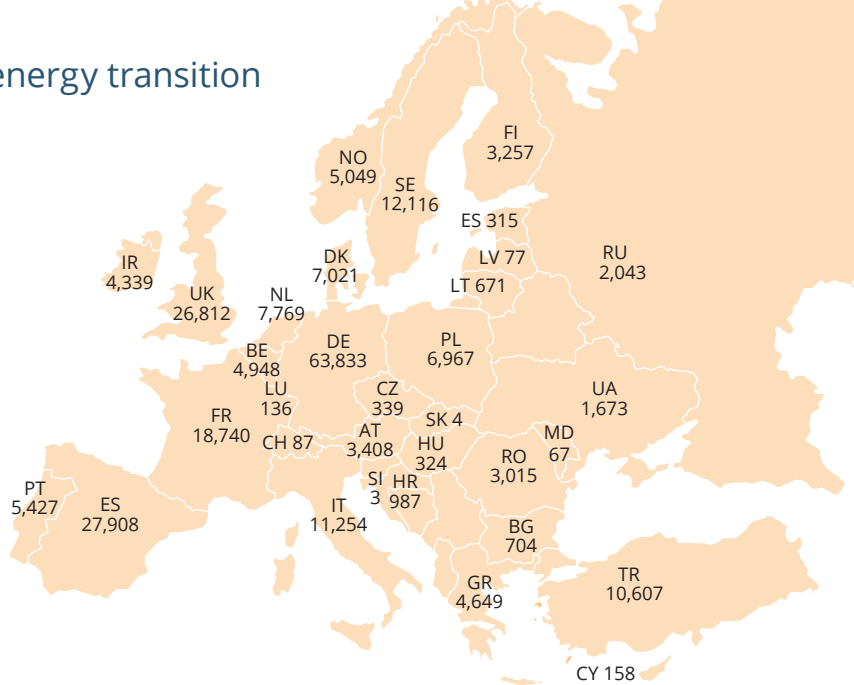 energy transition
FI
3,257
NO
5,049
SE
12,116
ES 315
LV 77
LT 671
RU
2,043
DK
7,021
IR
4,339
UK
26,812
NL
7,769
BE
4,948
LU
136
DE
63,833
PL
6,967
CZ
339
SK 4
UA
1,673
MD
67
FR
18,740
CH 87
AT
3,408
HU
324
RO
3,015
SI
3
HR
987
PT
5,427
ES
27,908
IT
11,254
BG
704
GR
4,649
TR
10,607
CY 158